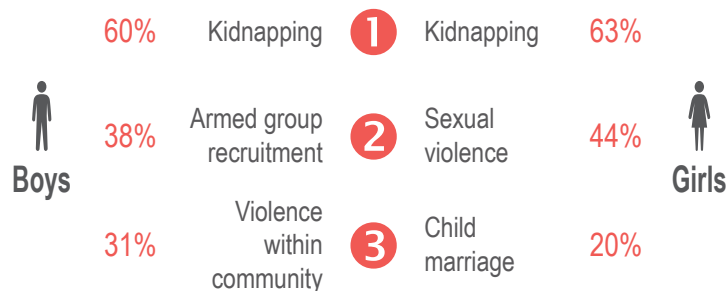 60% Kidnapping 1 Kidnapping 63%
Boys
38% Armed group
recruitment
2
Sexual
violence
44%
Girls
31% Violence
within
community
3
Child
marriage
20%